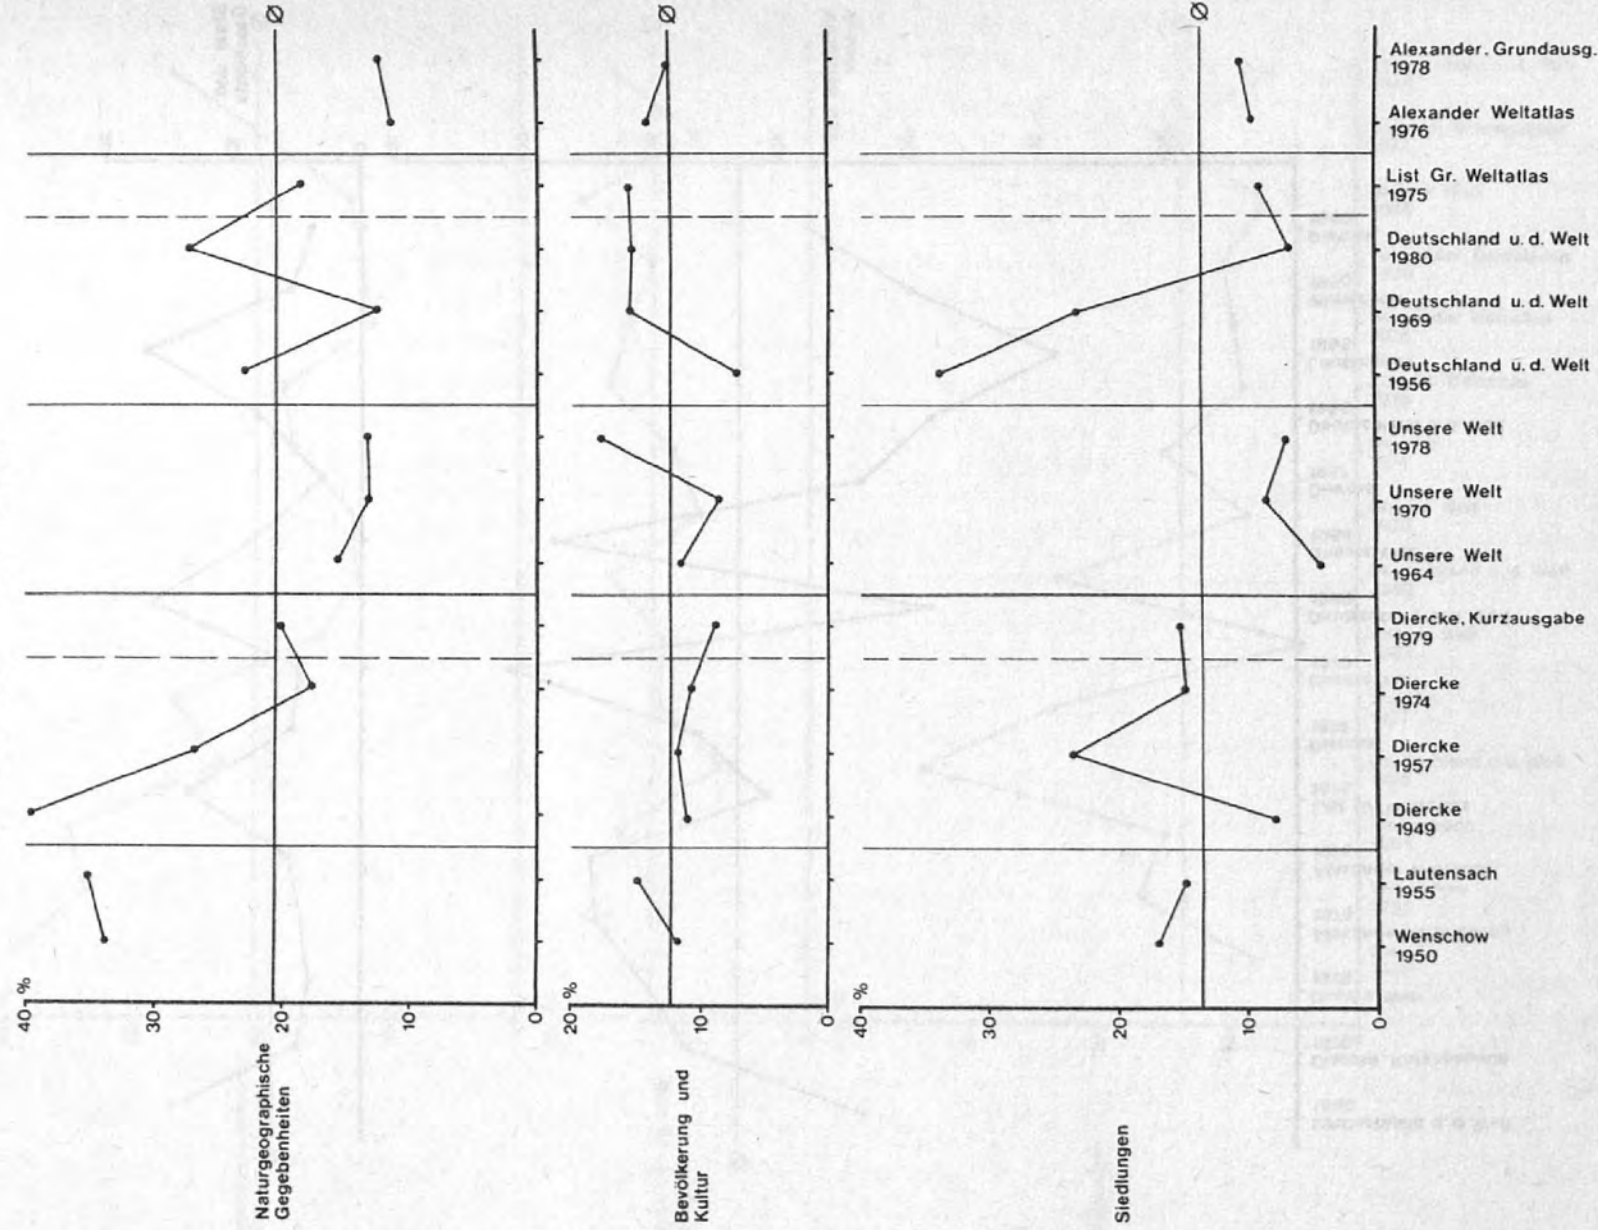 Ø
Ø
Ø
Alexander. Grundausg.
1978
Alexander Weltatlas
1976
List Gr. Weltatlas
1975
Deutschland u. d. Welt
1980
Deutschland u. d. Welt
1969
Deutschland u. d. Welt
1956
Unsere Welt
1978
Unsere Welt
1970
Unsere Welt
1964
Diercke. Kurzausgabe
1979
Diercke
1974
Diercke
1957
Diercke
1949
Lautensach
1955
Wenschow
1950
%
40
30
20
10
0
%
20
10
0
%
40
30
20
10
0
Naturgeographische
Gegebenheiten
Bevölkerung und
Kultur
Siedlungen